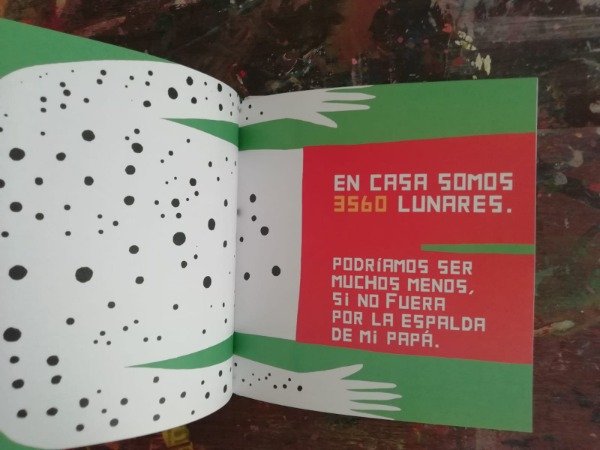 EN CASA SOMOS
3560 LUNARES.
PODRÍAMOS SER
MUCHOS MENOS,
SI NO FUERA
POR LA ESPALDA
DE MI PAPÁ.